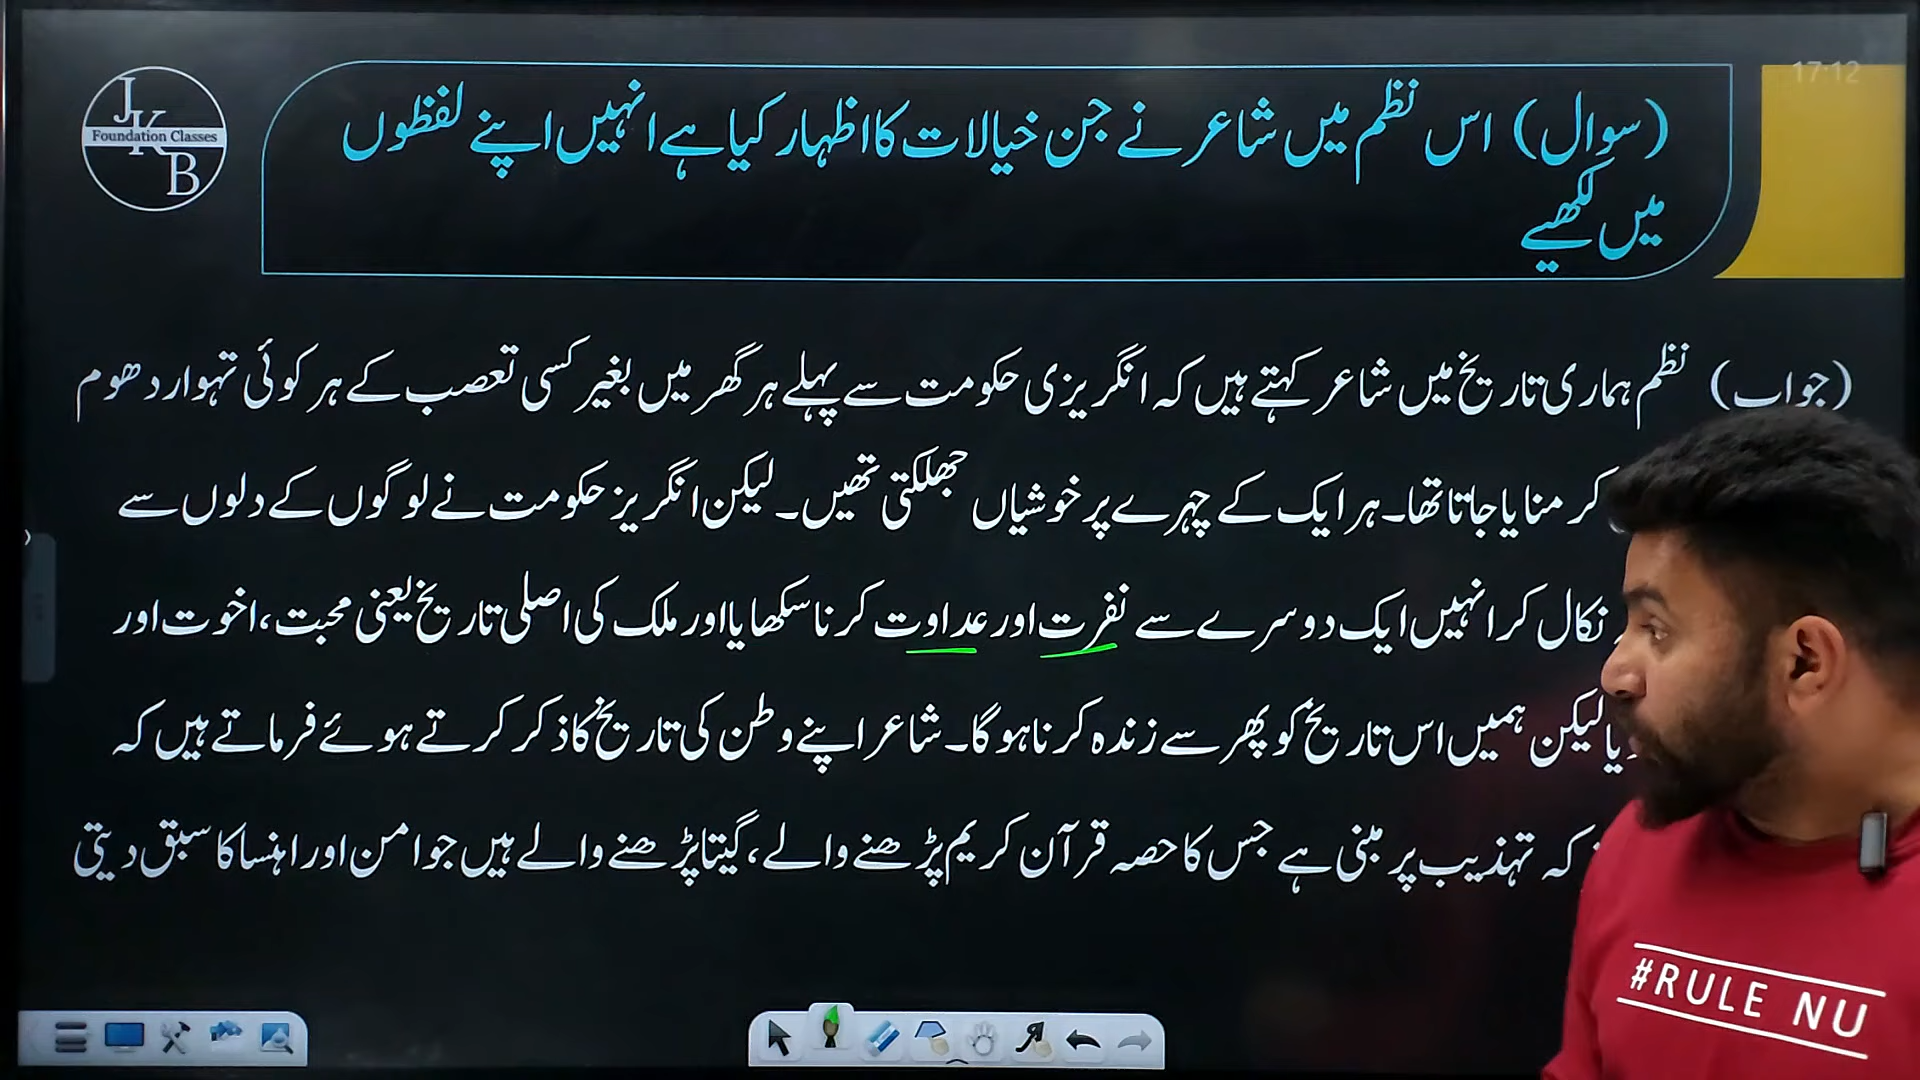 J K B
Foundation Classes
17:12
(سوال) اس نظم میں شاعر نے جن خیالات کا اظہار کیا ہے انہیں اپنے لفظوں
میں لکھیے
(جواب) نظم ہماری تاریخ میں شاعر کہتے ہیں کہ انگریزی حکومت سے پہلے ہر گھر میں بغیر کسی تعصب کے ہر کوئی تہوار دھوم
کر منایا جاتا تھا۔ ہر ایک کے چہرے پر خوشیاں جھلکتی تھیں۔ لیکن انگریز حکومت نے لوگوں کے دلوں سے
نکال کر انہیں ایک دوسرے سے نفرت اور عداوت کرنا سکھایا اور ملک کی اصلی تاریخ یعنی محبت، اخوت اور
لیکن ہمیں اس تاریخ کو پھر سے زندہ کرنا ہوگا۔ شاعر اپنے وطن کی تاریخ کا ذکر کرتے ہوئے فرماتے ہیں کہ
کہ تہذیب پر مبنی ہے جس کا حصہ قرآن کریم پڑھنے والے، گیتا پڑھنے والے ہیں جو امن اور اہنسا کا سبق دیتی
#RULE NU